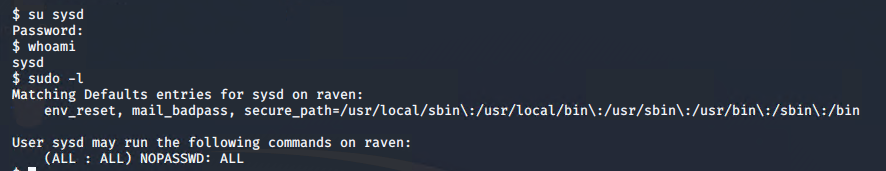 $ su sysd
Password:
$ whoami
sysd
$ sudo -l
Matching Defaults entries for sysd on raven:
    env_reset, mail_badpass, secure_path=/usr/local/sbin\:/usr/local/bin\:/usr/sbin\:/usr/bin\:/sbin\:/bin

User sysd may run the following commands on raven:
    (ALL : ALL) NOPASSWD: ALL
$